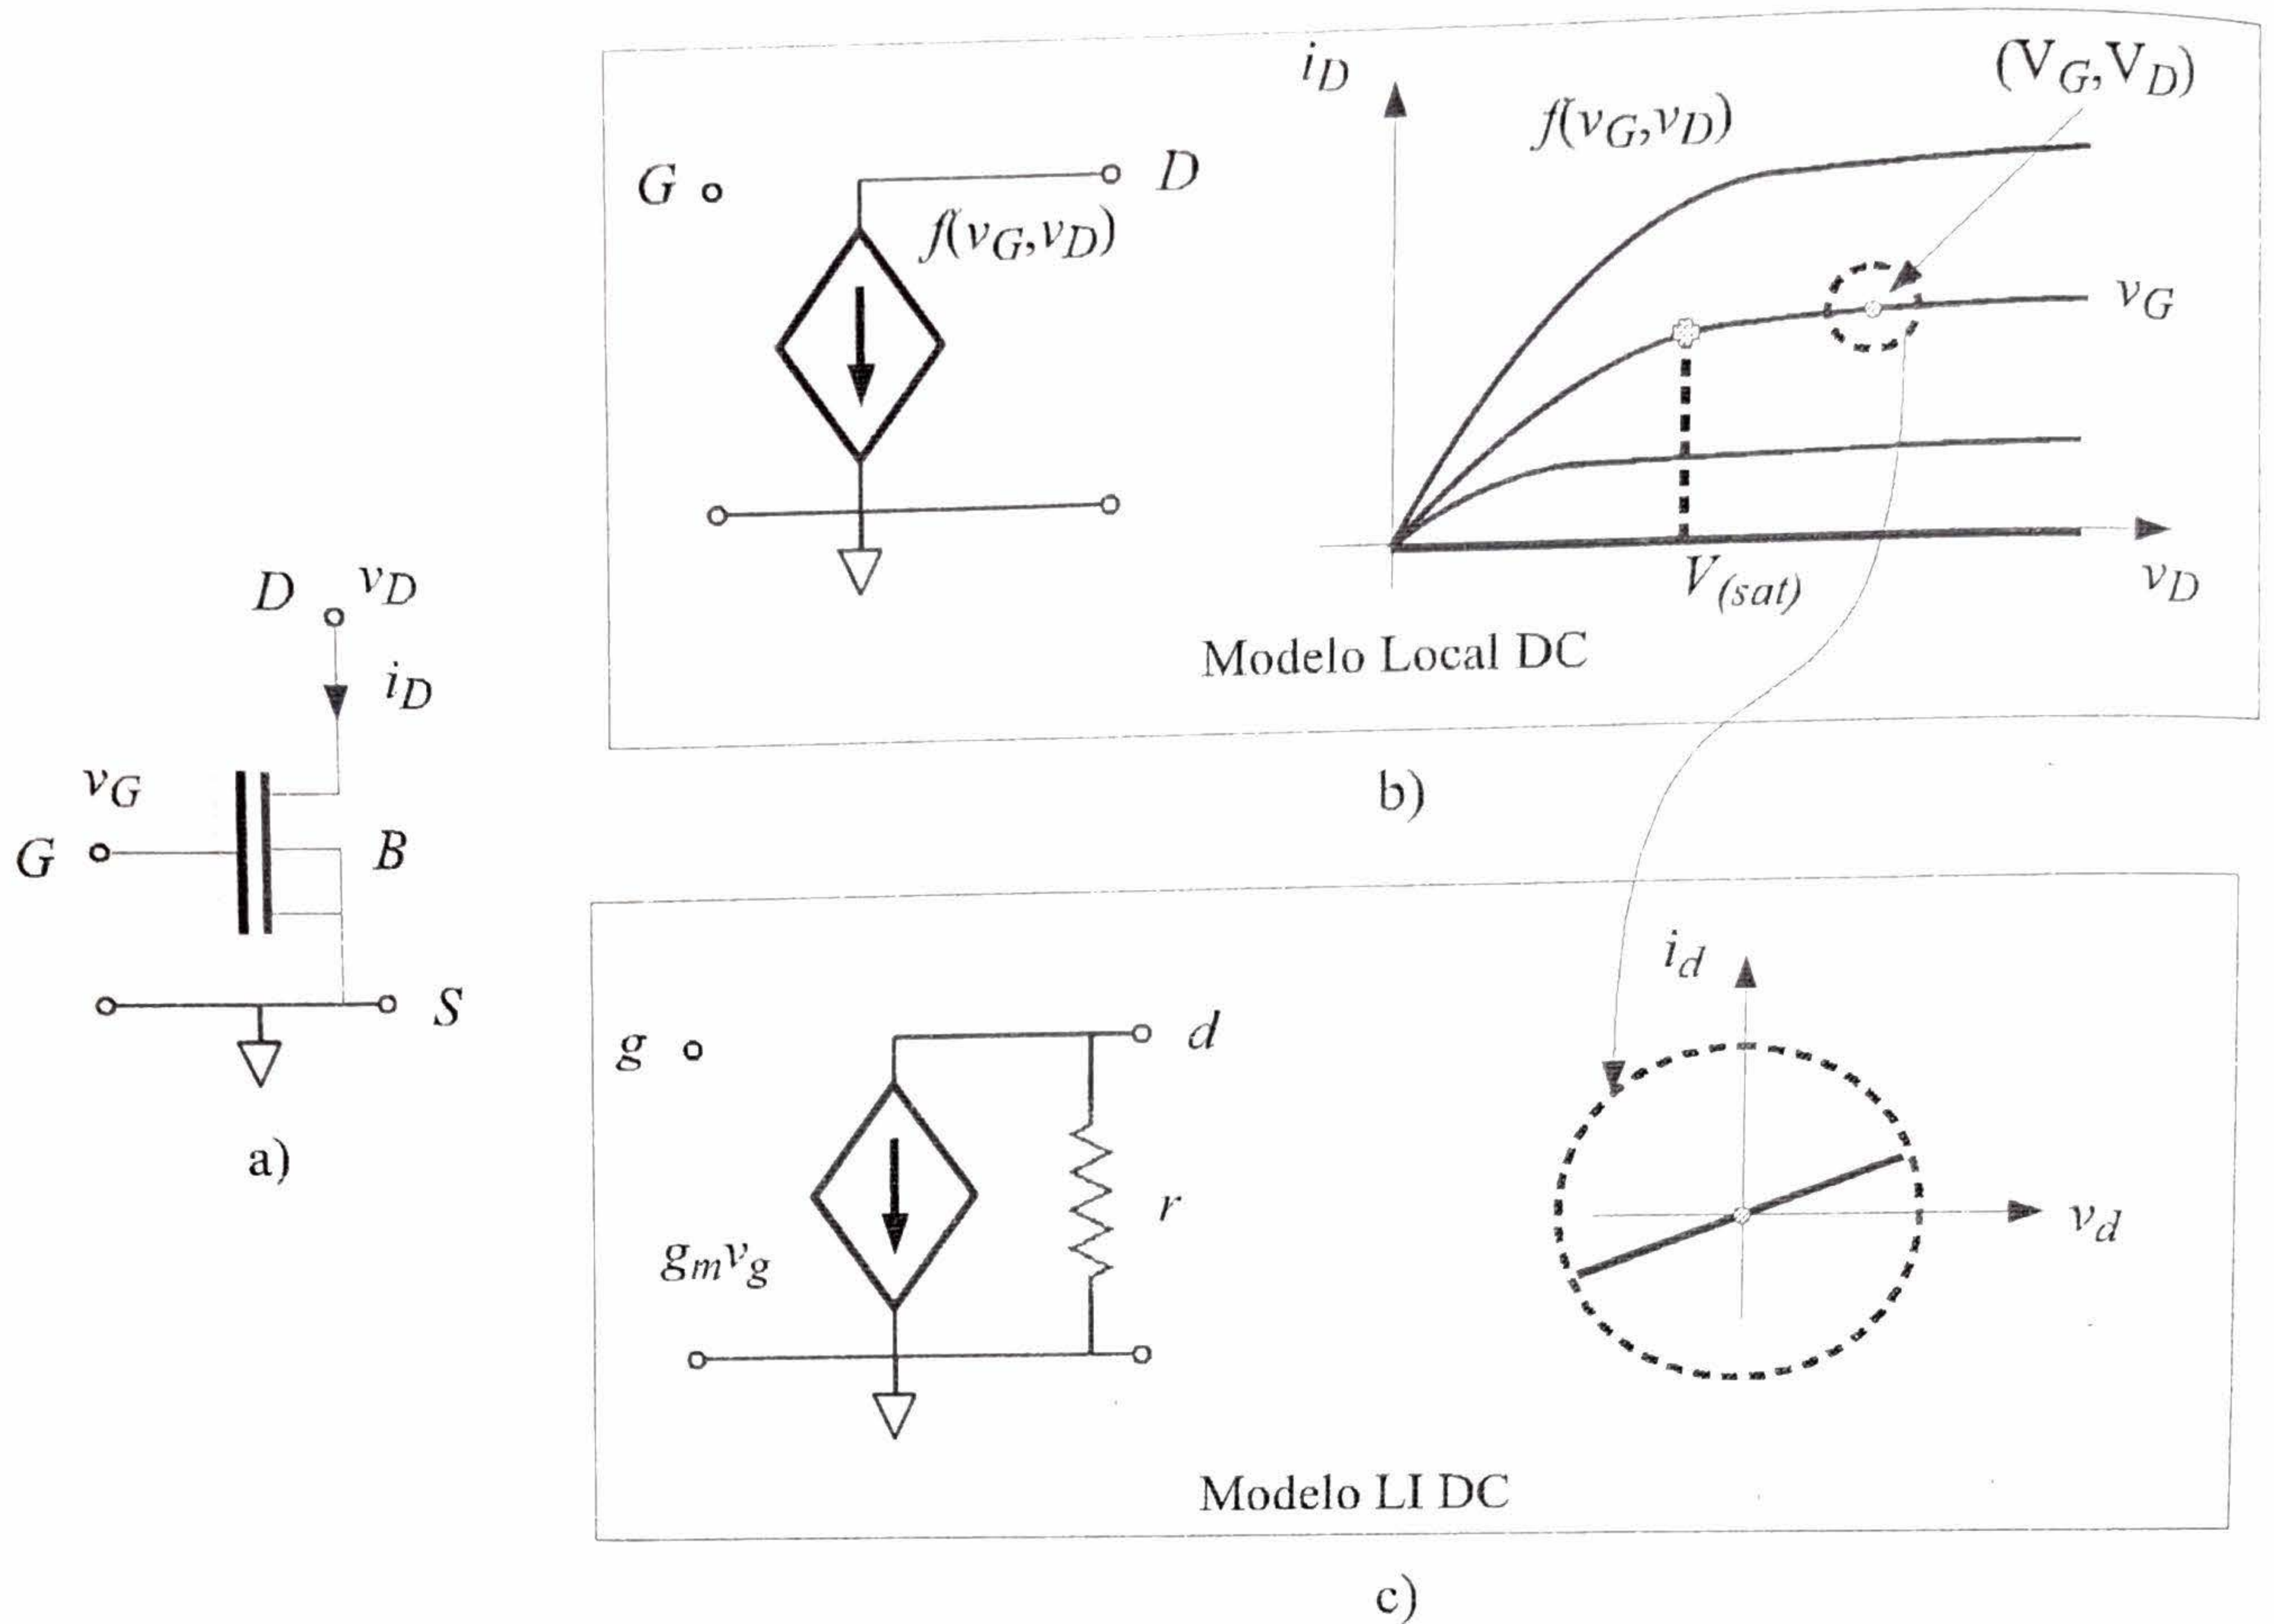 D v_D
i_D
v_G
G
B
S
a)
i_D
(V_G,V_D)
f(v_G,v_D)
G
D
f(v_G,v_D)
v_G
V_(sat)
v_D
Modelo Local DC
b)
i_d
g
d
r
g_m v_g
v_d
Modelo LI DC
c)